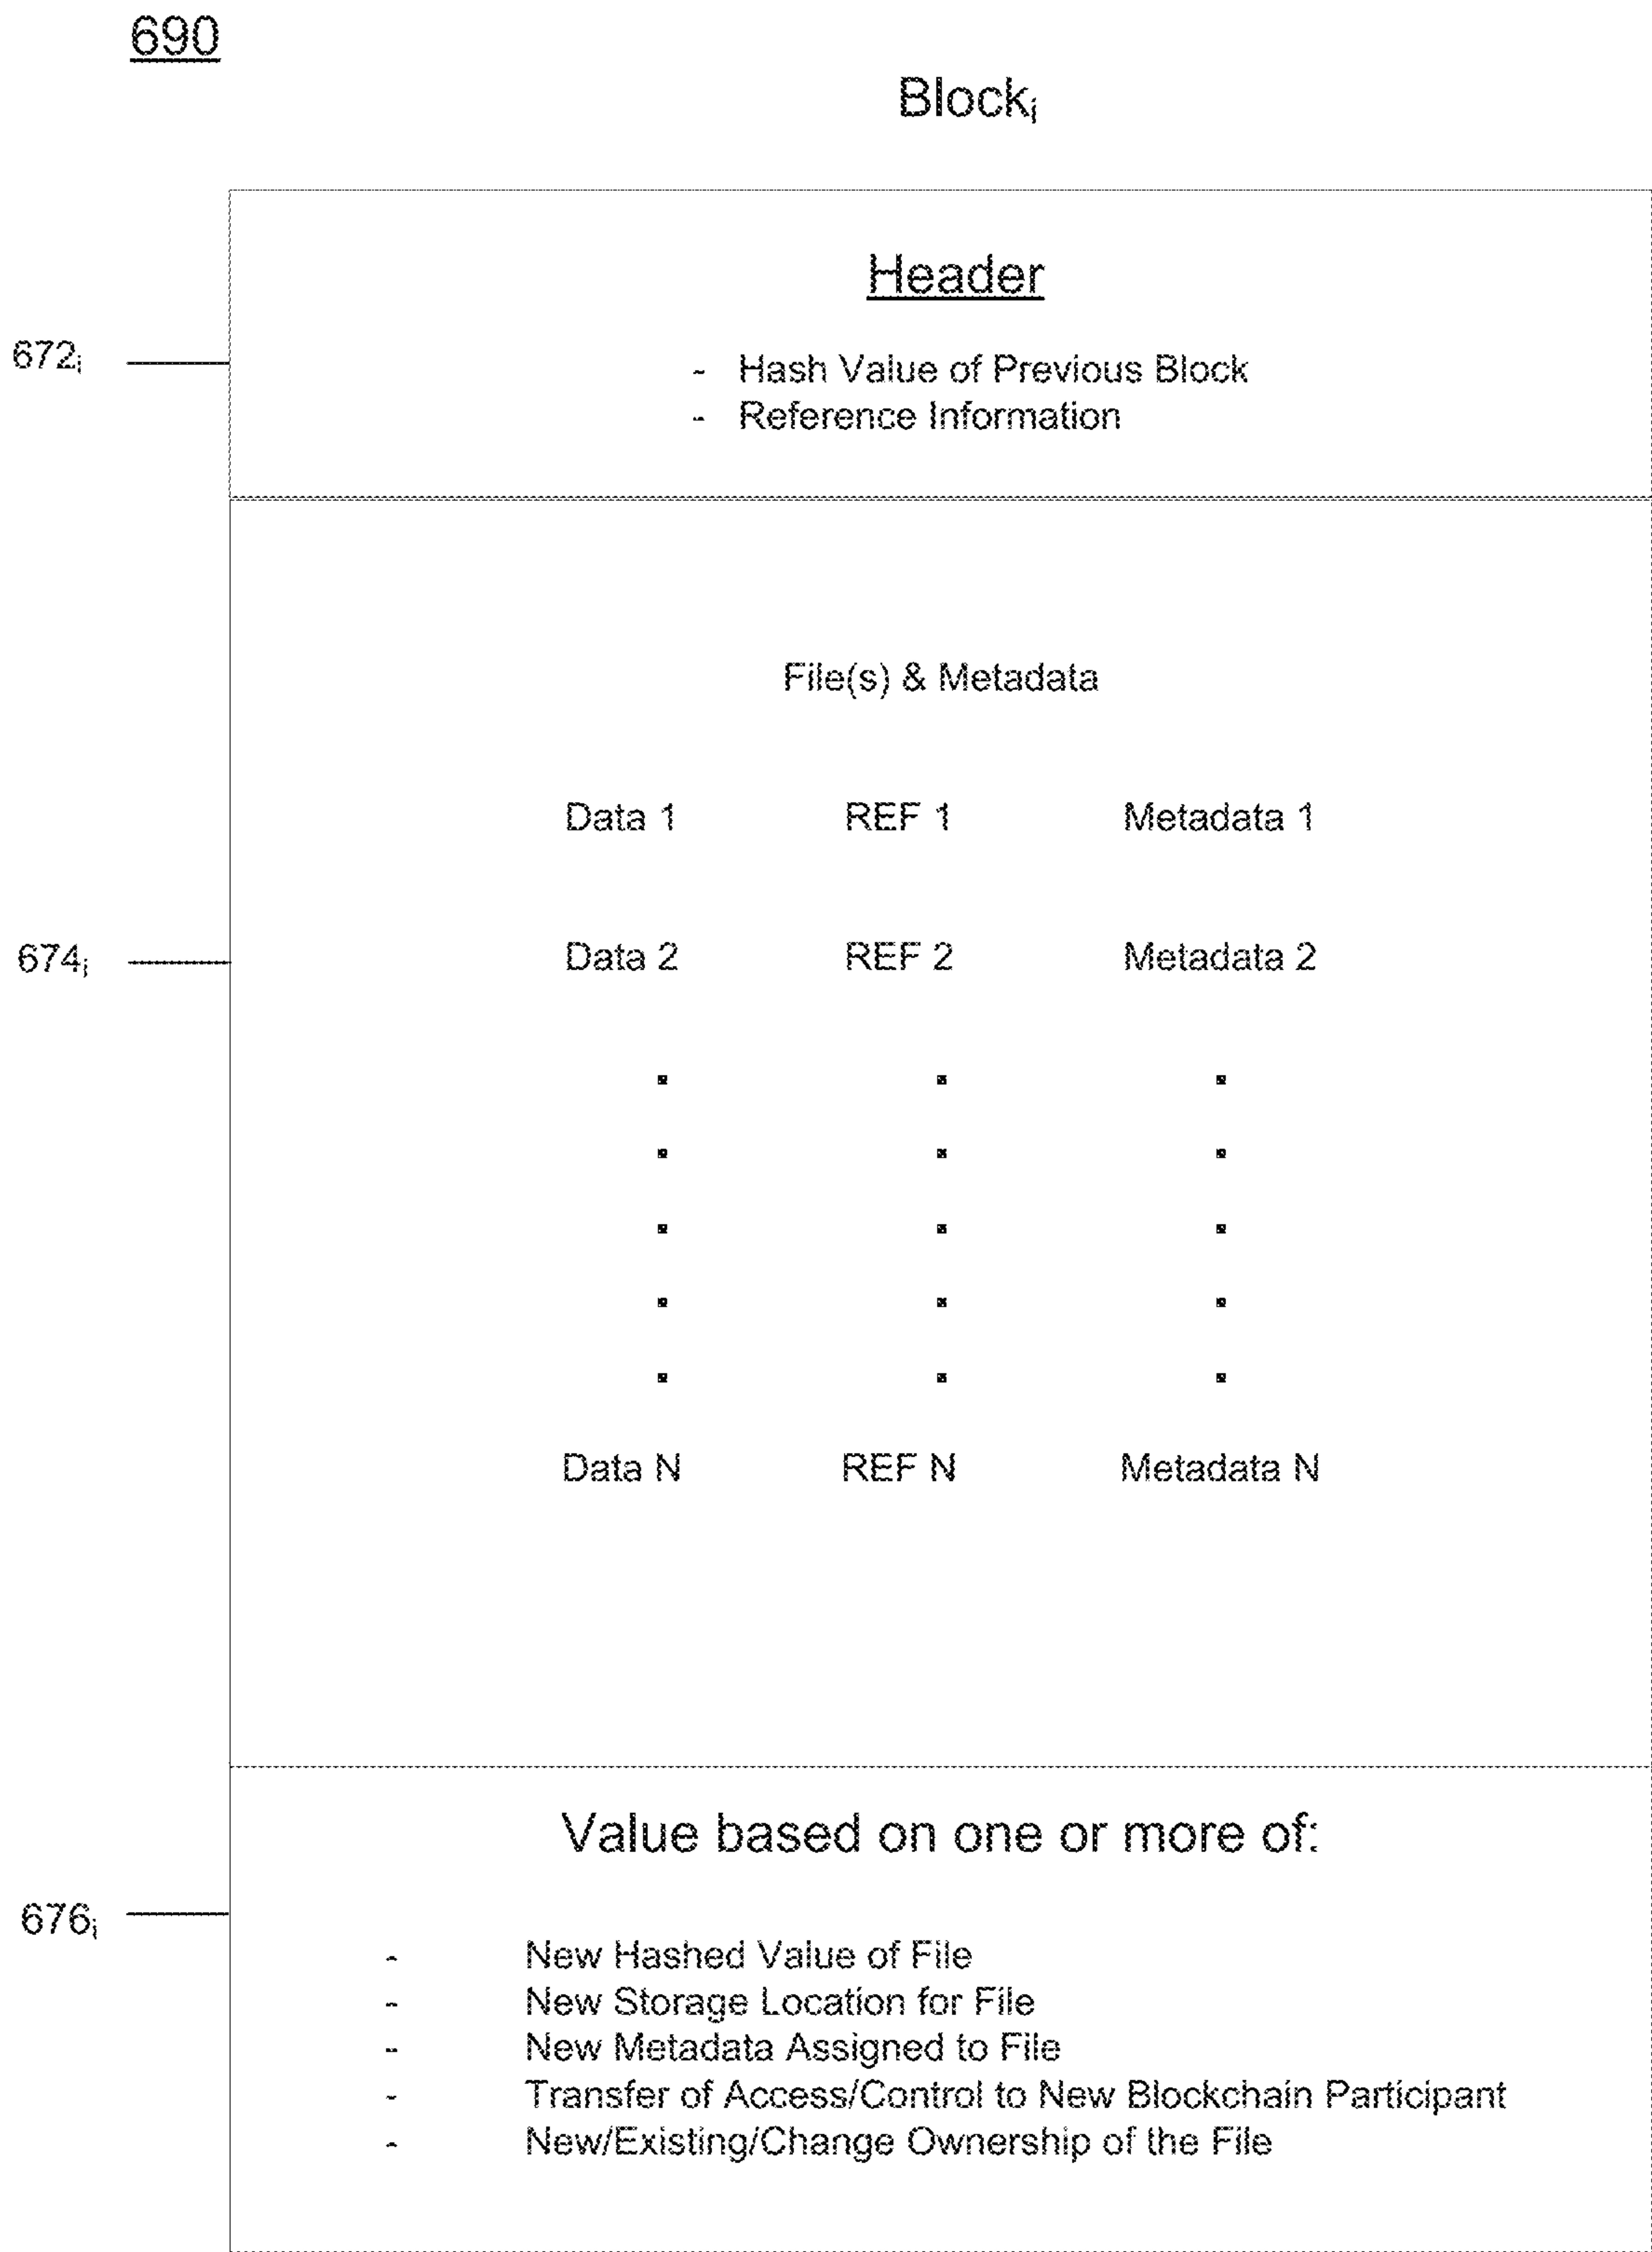 690
Blockᵢ
Header
672ᵢ
- Hash Value of Previous Block
- Reference Information
File(s) & Metadata
Data 1 REF 1 Metadata 1
674ᵢ Data 2 REF 2 Metadata 2
Data N REF N Metadata N
Value based on one or more of:
676ᵢ
- New Hashed Value of File
- New Storage Location for File
- New Metadata Assigned to File
- Transfer of Access/Control to New Blockchain Participant
- New/Existing/Change Ownership of the File